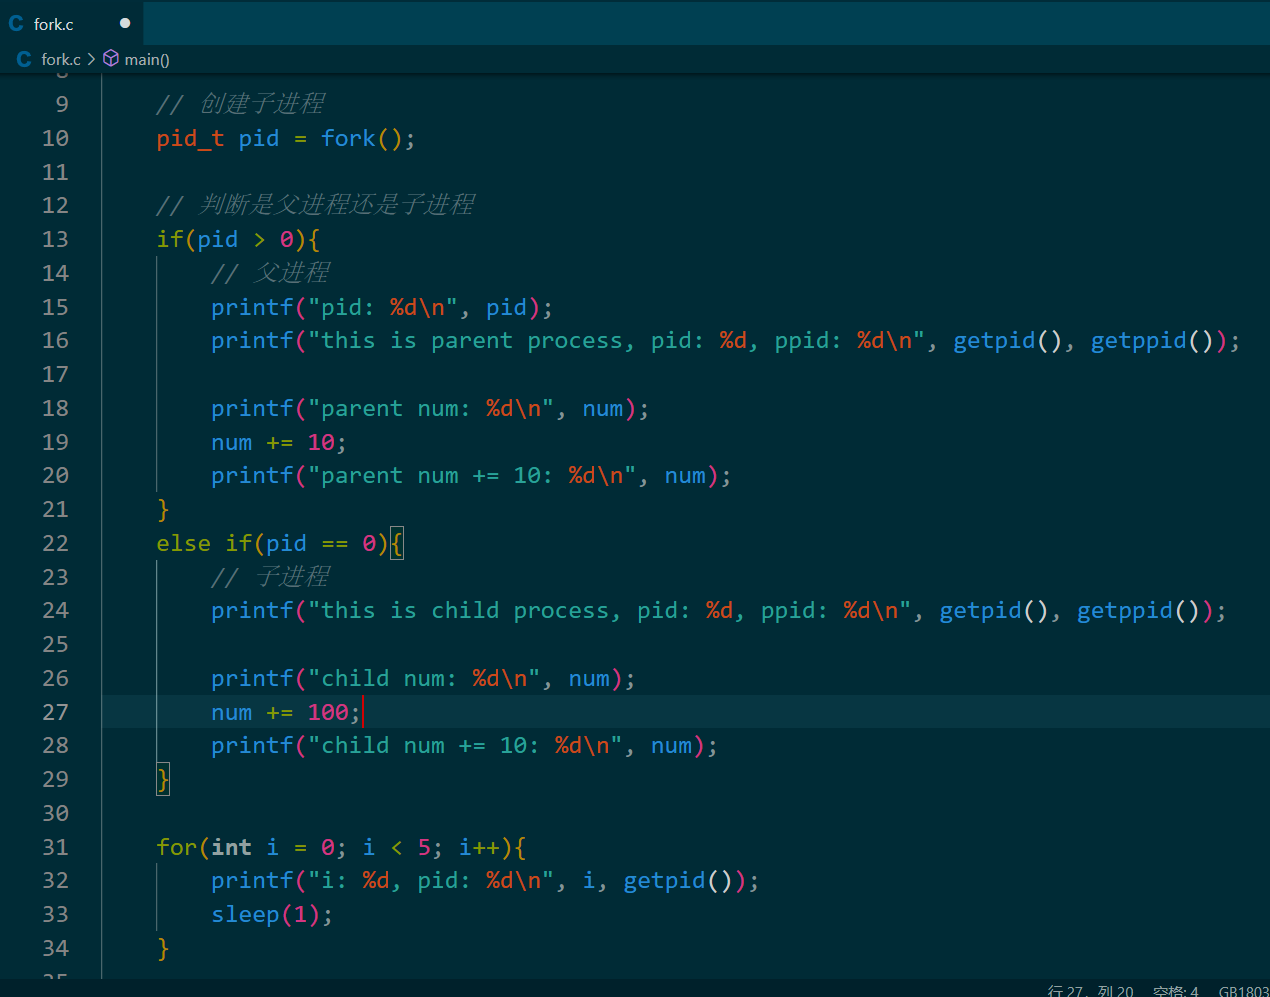 C fork.c
C fork.c > main()
8
9 // 创建子进程
10 pid_t pid = fork();
11
12 // 判断是父进程还是子进程
13 if(pid > 0){
14 // 父进程
15 printf("pid: %d\n", pid);
16 printf("this is parent process, pid: %d, ppid: %d\n", getpid(), getppid());
17
18 printf("parent num: %d\n", num);
19 num += 10;
20 printf("parent num += 10: %d\n", num);
21 }
22 else if(pid == 0){
23 // 子进程
24 printf("this is child process, pid: %d, ppid: %d\n", getpid(), getppid());
25
26 printf("child num: %d\n", num);
27 num += 100;
28 printf("child num += 10: %d\n", num);
29 }
30
31 for(int i = 0; i < 5; i++){
32 printf("i: %d, pid: %d\n", i, getpid());
33 sleep(1);
34 }
35
行 27, 列 20 空格: 4 GB1803